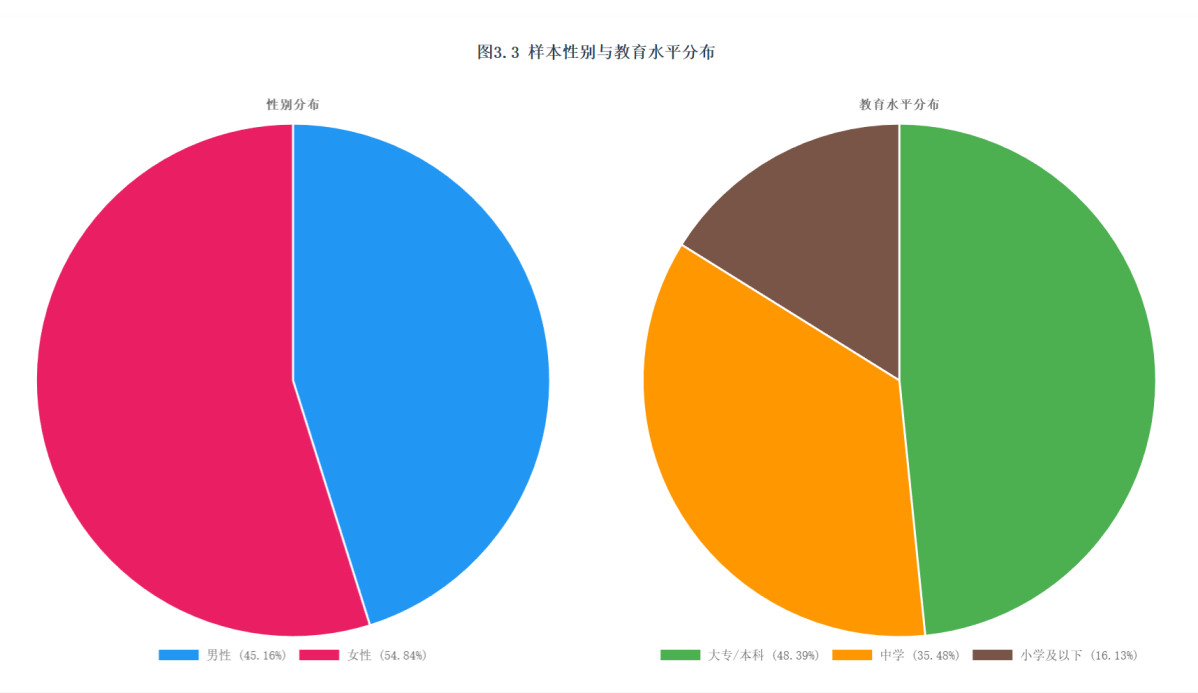 图3.3 样本性别与教育水平分布
性别分布
教育水平分布
男性 (45.16%) 女性 (54.84%)
大专/本科 (48.39%) 中学 (35.48%) 小学及以下 (16.13%)